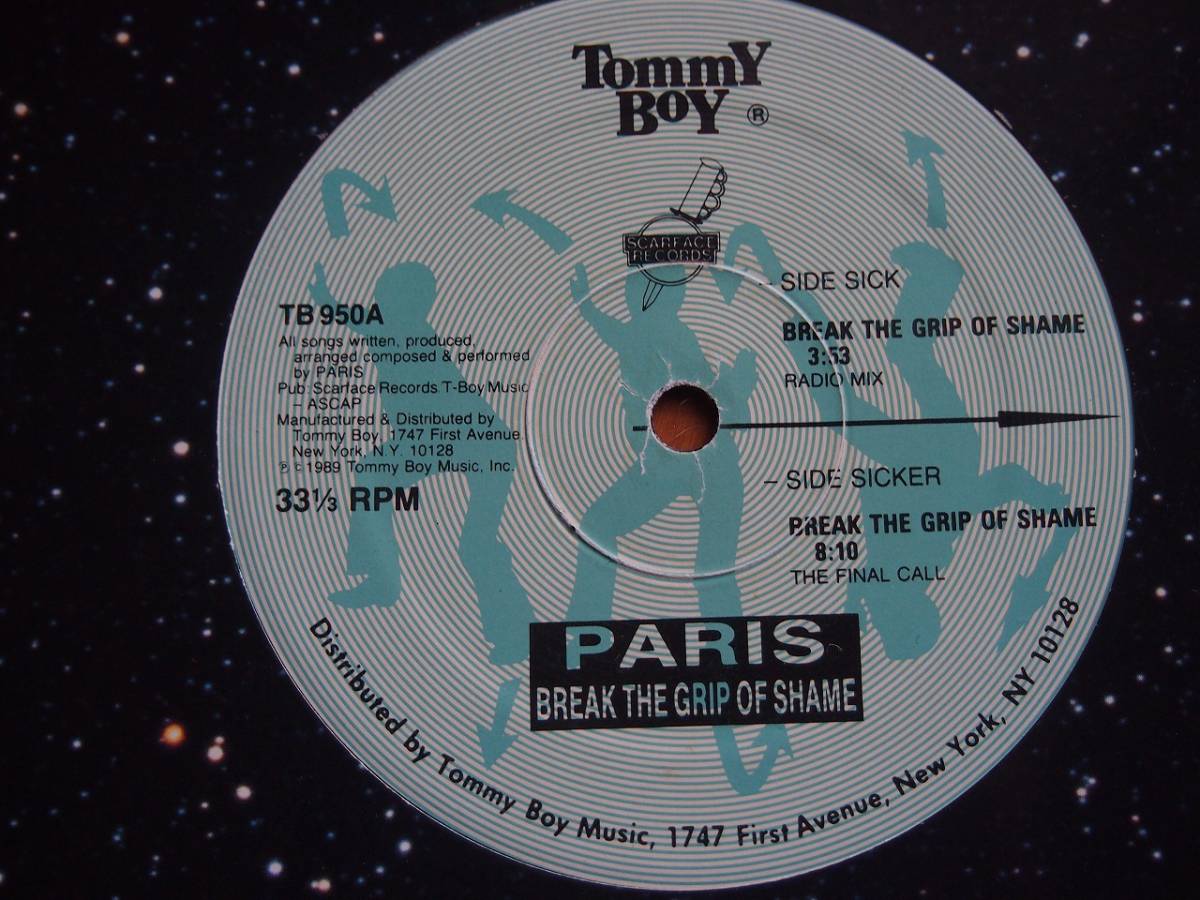 Tommy
Boy ®
SCARFACE
RECORDS
TB 950A
All songs written, produced,
arranged composed & performed
by PARIS
Pub: Scarface Records/T-Boy Music
– ASCAP
Manufactured & Distributed by
Tommy Boy, 1747 First Avenue,
New York, N.Y. 10128
℗ © 1989 Tommy Boy Music, Inc.
33⅓ RPM
– SIDE SICK
BREAK THE GRIP OF SHAME
3:53
RADIO MIX
– SIDE SICKER
BREAK THE GRIP OF SHAME
8:10
THE FINAL CALL
PARIS
BREAK THE GRIP OF SHAME
Distributed by Tommy Boy Music, 1747 First Avenue, New York, NY 10128